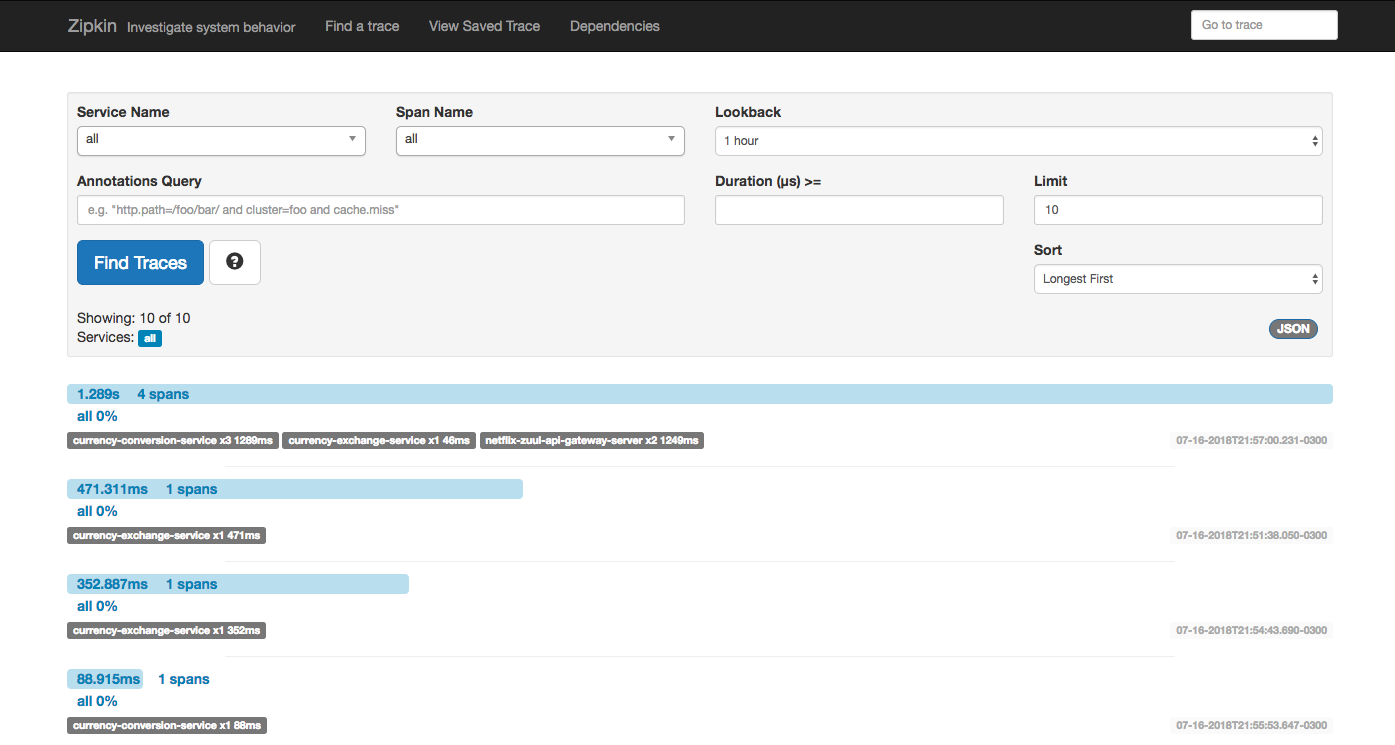 Zipkin Investigate system behavior Find a trace View Saved Trace Dependencies Go to trace
Service Name Span Name Lookback
all all 1 hour
Annotations Query Duration (μs) >= Limit
e.g. "http.path=/foo/bar/ and cluster=foo and cache.miss" 10
Find Traces ? Sort
Longest First
Showing: 10 of 10
Services: all JSON
1.289s 4 spans
all 0%
currency-conversion-service x3 1289ms currency-exchange-service x1 46ms netflix-zuul-api-gateway-server x2 1249ms 07-16-2018T21:57:00.231-0300
471.311ms 1 spans
all 0%
currency-exchange-service x1 471ms 07-16-2018T21:51:38.050-0300
352.887ms 1 spans
all 0%
currency-exchange-service x1 352ms 07-16-2018T21:54:43.690-0300
88.915ms 1 spans
all 0%
currency-conversion-service x1 88ms 07-16-2018T21:55:53.647-0300